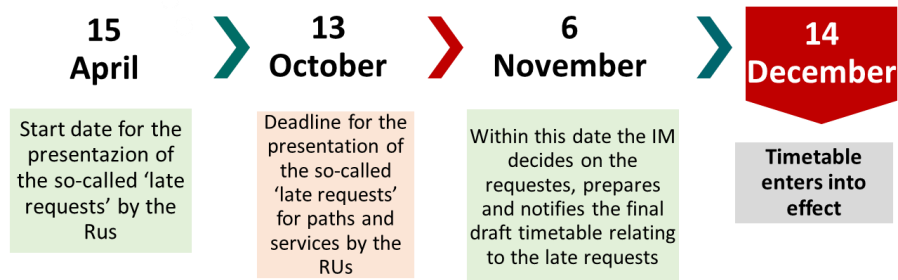 15
April
13
October
6
November
14
December
Start date for the
presentazion of
the so-called ‘late
requests’ by the
Rus
Deadline for the
presentation of
the so-called
‘late requests’
for paths and
services by the
RUs
Within this date the IM
decides on the
requestes, prepares
and notifies the final
draft timetable relating
to the late requests
Timetable
enters into
effect